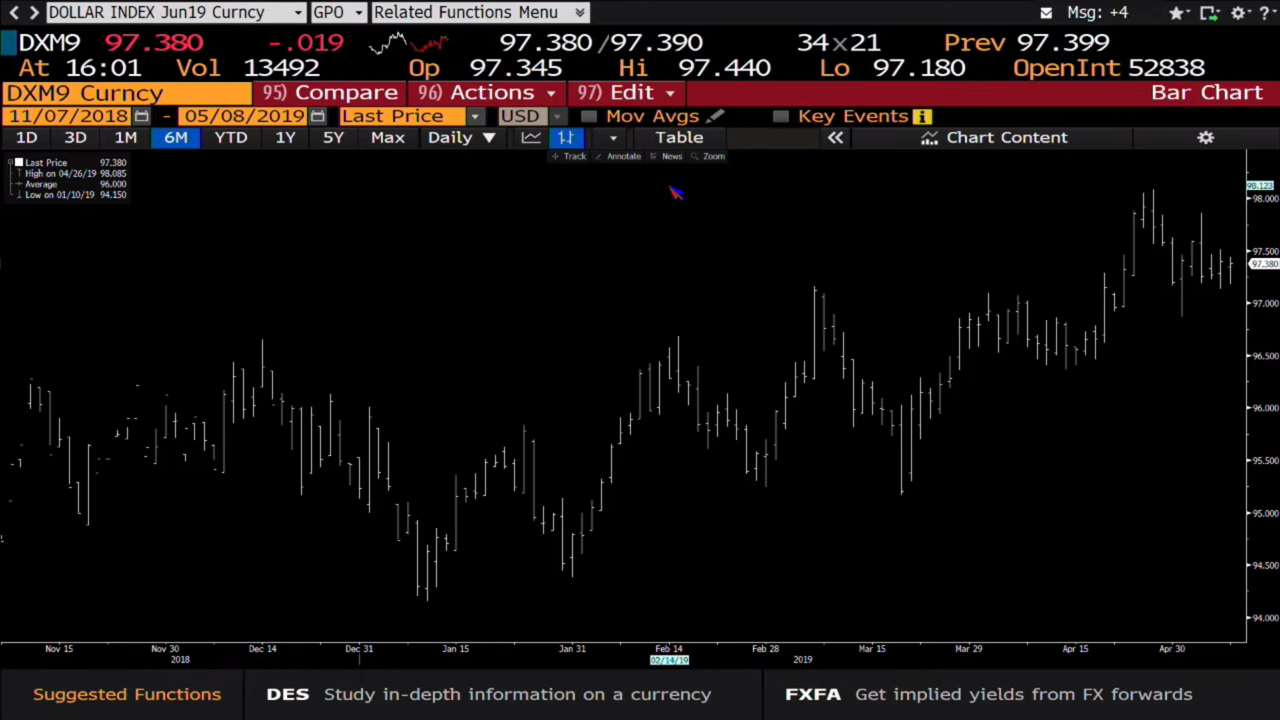 DOLLAR INDEX Jun19 Curncy GPO Related Functions Menu Msg: +4 ?
DXM9 97.380 -.019 97.380 /97.390 34x21 Prev 97.399
At 16:01 Vol 13492 Op 97.345 Hi 97.440 Lo 97.180 OpenInt 52838
DXM9 Curncy 95) Compare 96) Actions 97) Edit Bar Chart
11/07/2018 - 05/08/2019 Last Price USD Mov Avgs Key Events i
1D 3D 1M 6M YTD 1Y 5Y Max Daily Table Chart Content
Track Annotate News Zoom
Last Price 97.380
High on 04/26/19 98.085
Average 96.000
Low on 01/10/19 94.150
98.123
98.000
97.500
97.380
97.000
96.500
96.000
95.500
95.000
94.500
94.000
Nov 15 Nov 30 Dec 14 Dec 31 Jan 15 Jan 31 Feb 14 Feb 28 Mar 15 Mar 29 Apr 15 Apr 30
2018 02/14/19 2019
Suggested Functions DES Study in-depth information on a currency FXFA Get implied yields from FX forwards